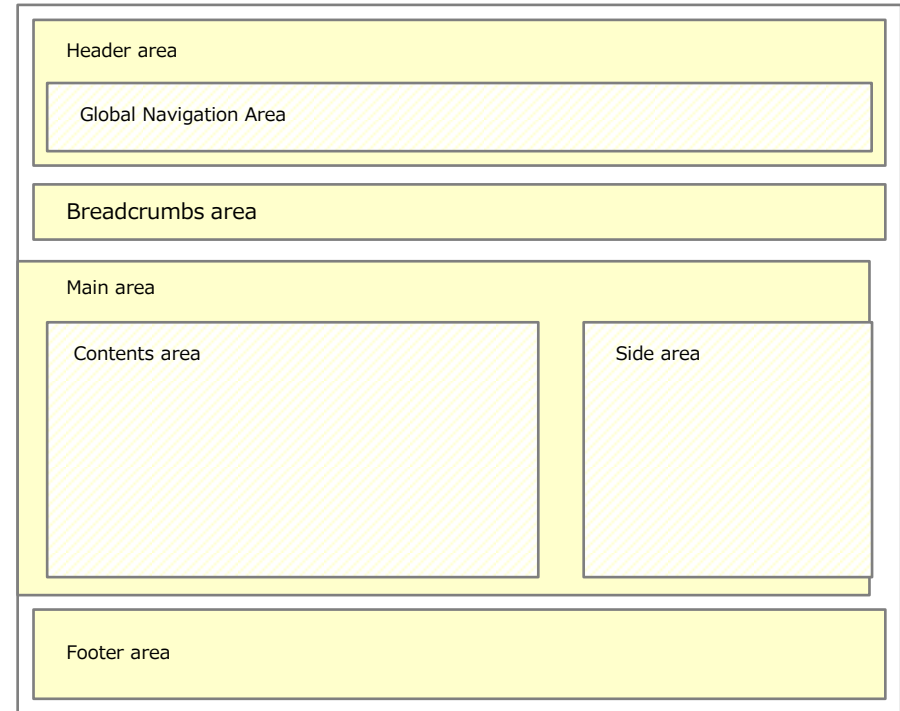 Header area
Global Navigation Area
Breadcrumbs area
Main area
Contents area
Side area
Footer area